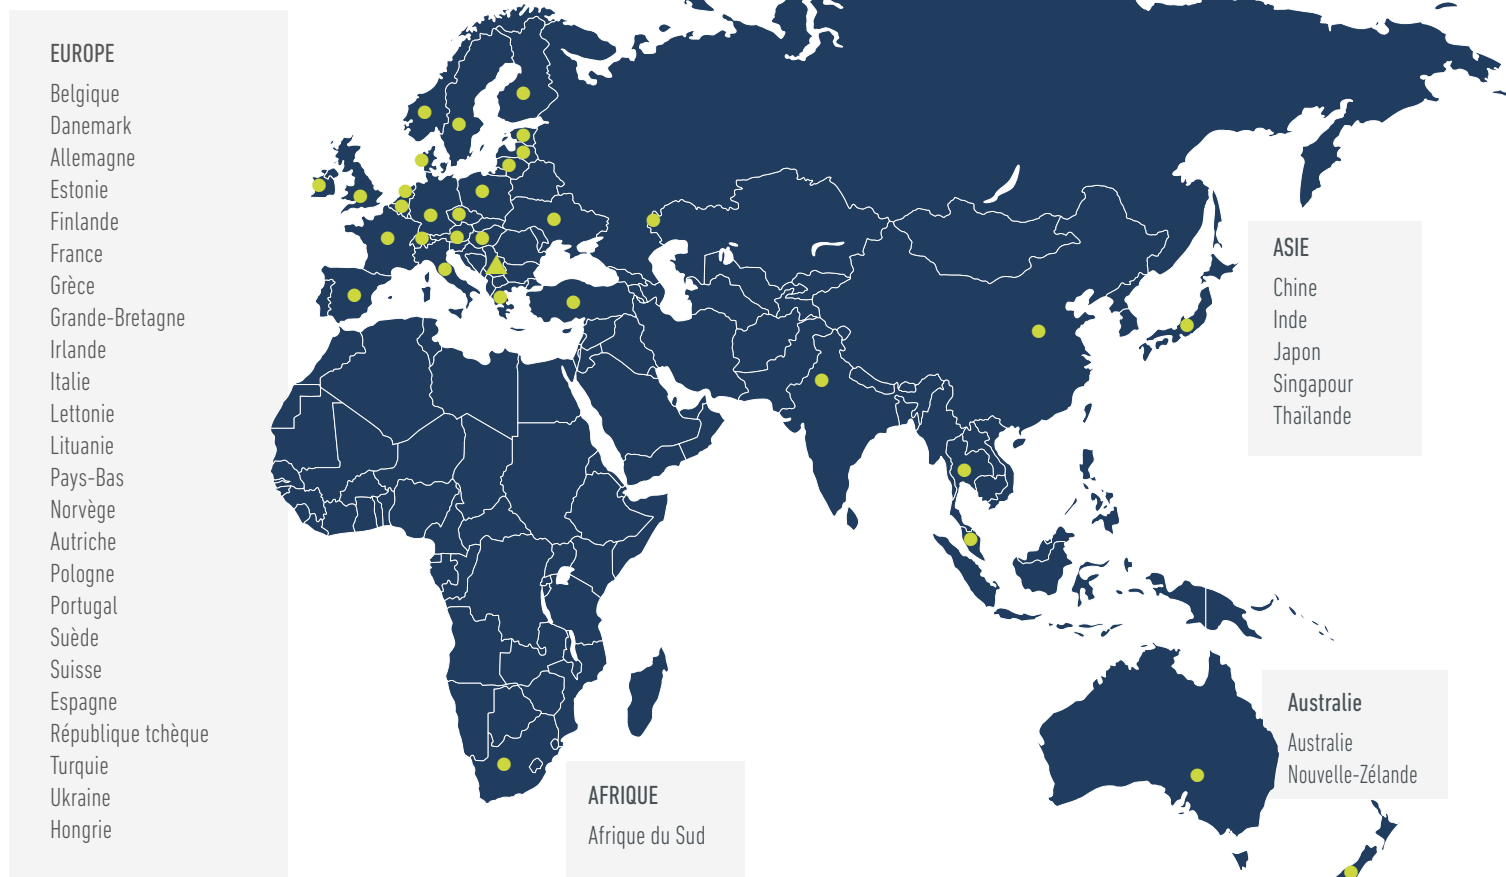 EUROPE
Belgique
Danemark
Allemagne
Estonie
Finlande
France
Grèce
Grande-Bretagne
Irlande
Italie
Lettonie
Lituanie
Pays-Bas
Norvège
Autriche
Pologne
Portugal
Suède
Suisse
Espagne
République tchèque
Turquie
Ukraine
Hongrie
ASIE
Chine
Inde
Japon
Singapour
Thaïlande
Australie
Australie
Nouvelle-Zélande
AFRIQUE
Afrique du Sud